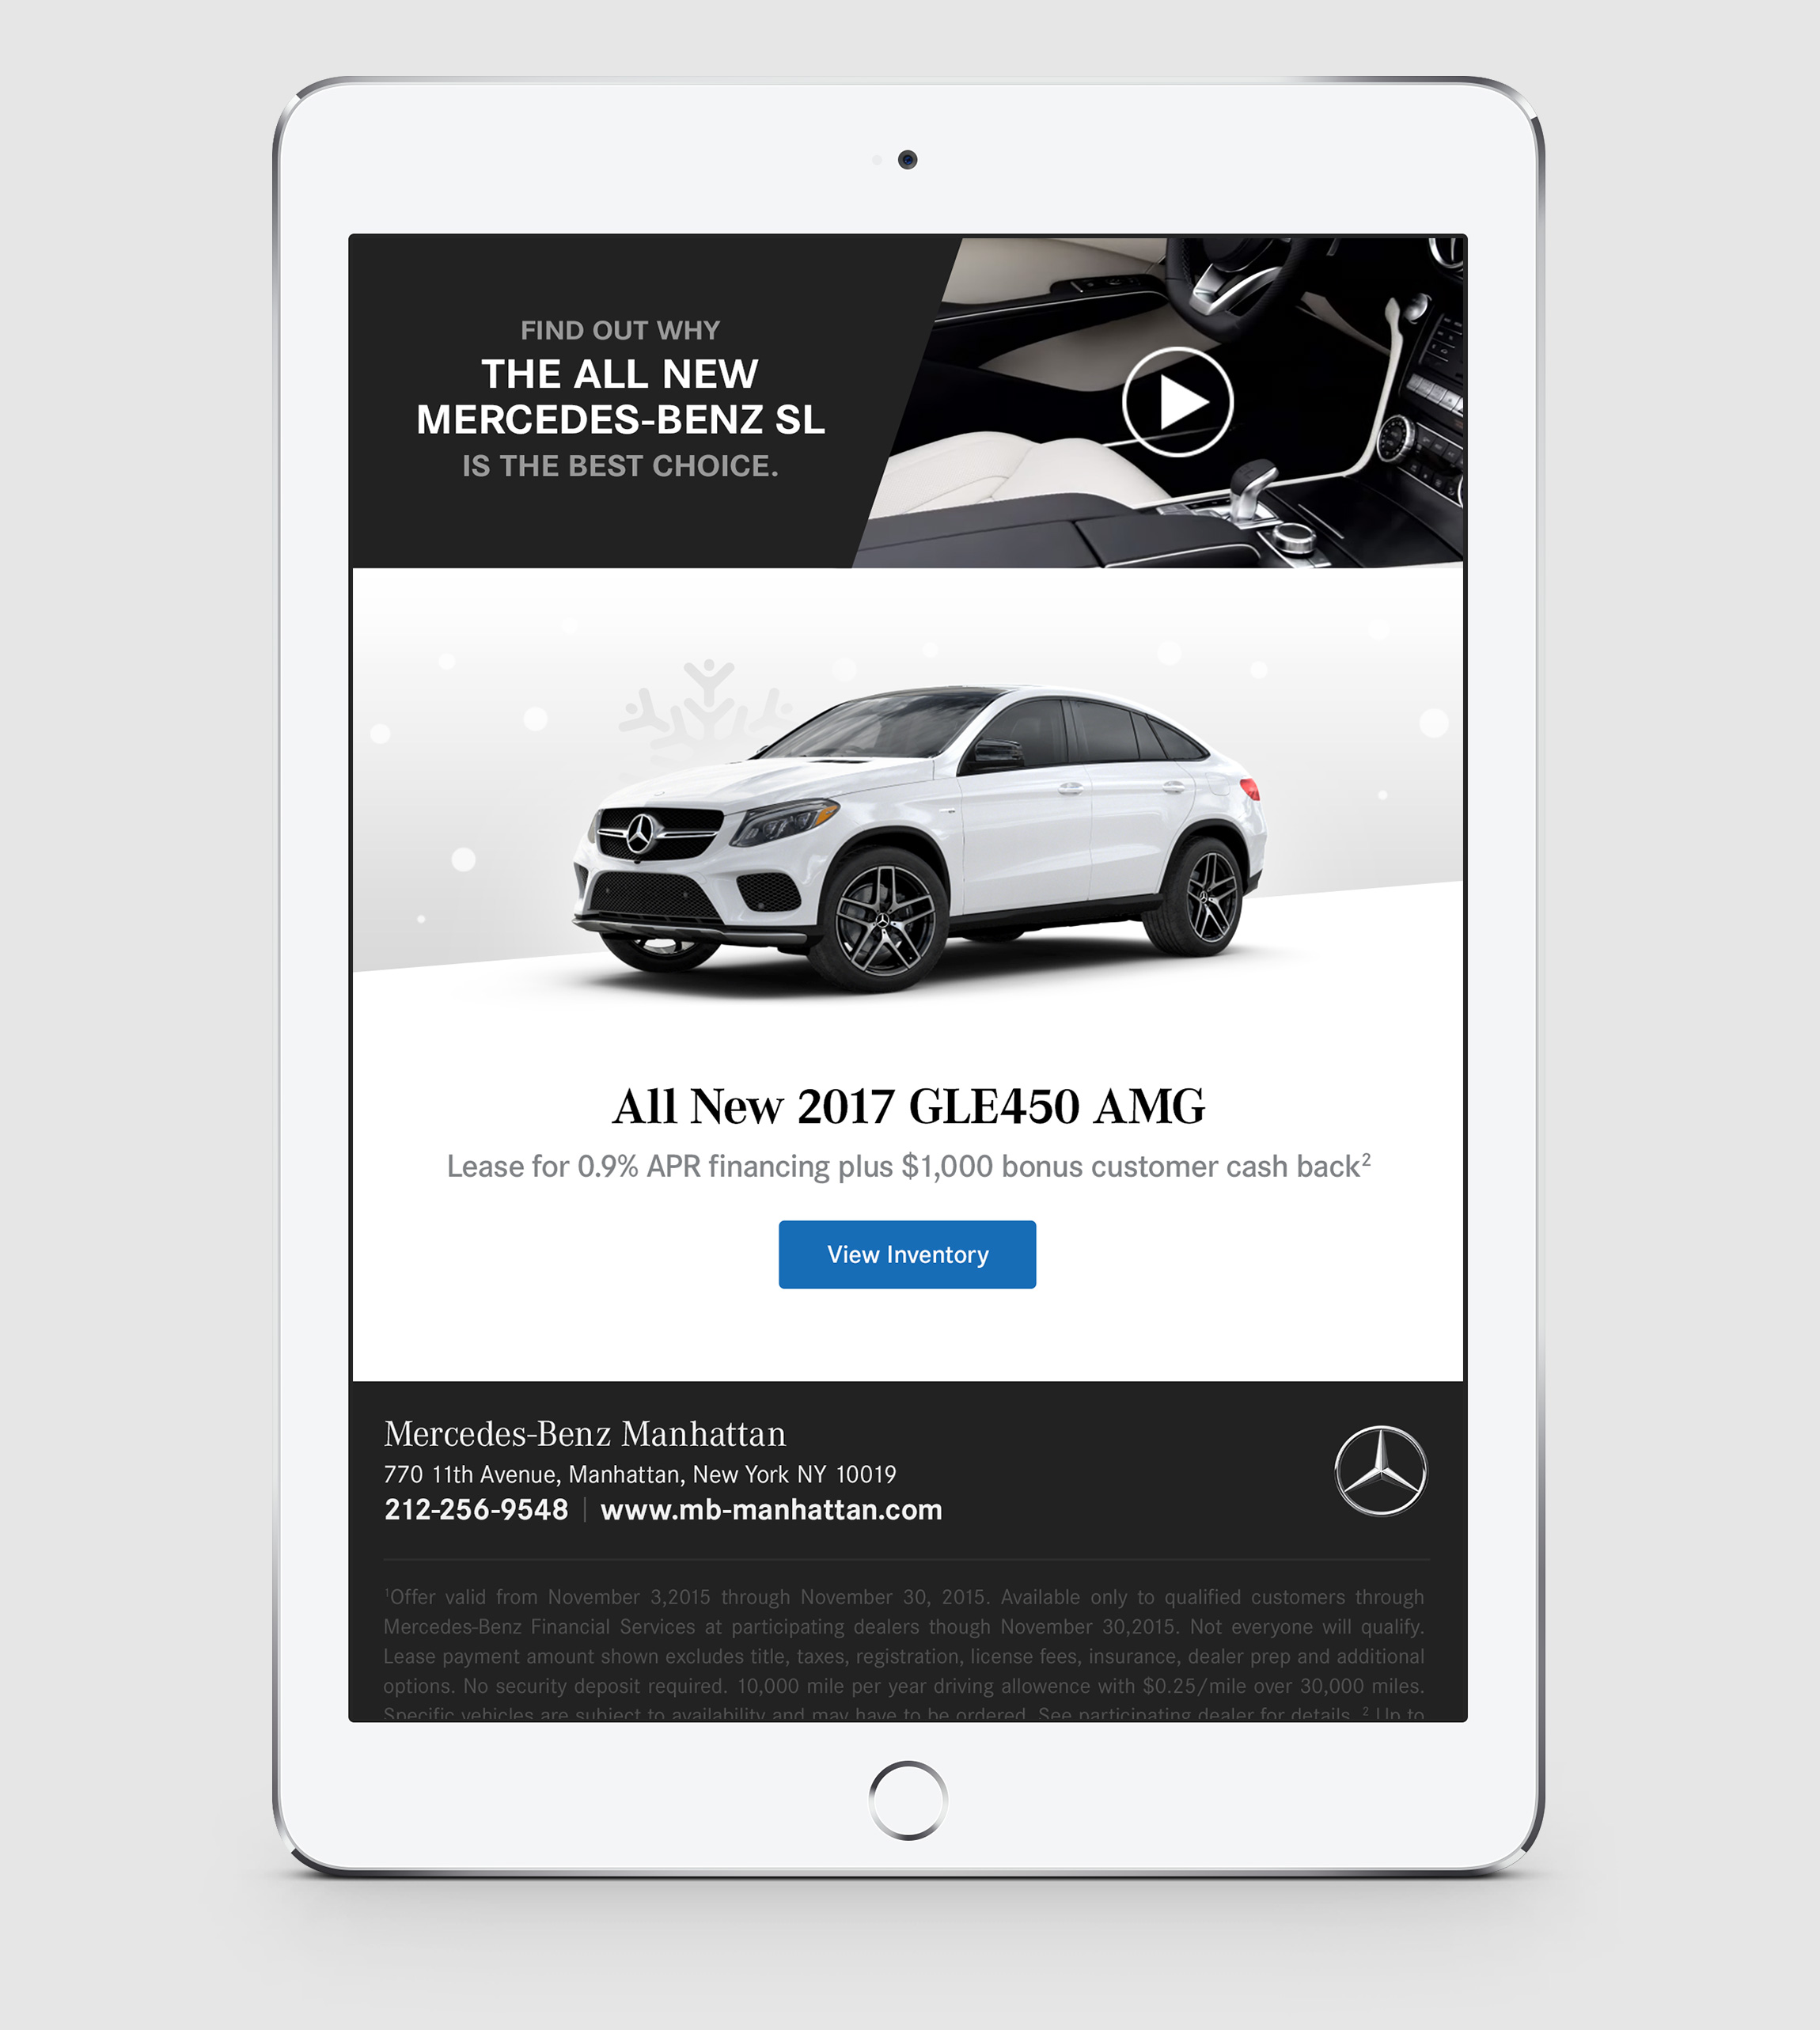 FIND OUT WHY
THE ALL NEW
MERCEDES-BENZ SL
IS THE BEST CHOICE.
All New 2017 GLE450 AMG
Lease for 0.9% APR financing plus $1,000 bonus customer cash back²
View Inventory
Mercedes-Benz Manhattan
770 11th Avenue, Manhattan, New York NY 10019
212-256-9548 | www.mb-manhattan.com
¹Offer valid from November 3,2015 through November 30, 2015. Available only to qualified customers through
Mercedes-Benz Financial Services at participating dealers though November 30,2015. Not everyone will qualify.
Lease payment amount shown excludes title, taxes, registration, license fees, insurance, dealer prep and additional
options. No security deposit required. 10,000 mile per year driving allowence with $0.25/mile over 30,000 miles.
Specific vehicles are subject to availability and may have to be ordered. See participating dealer for details. ² Up to